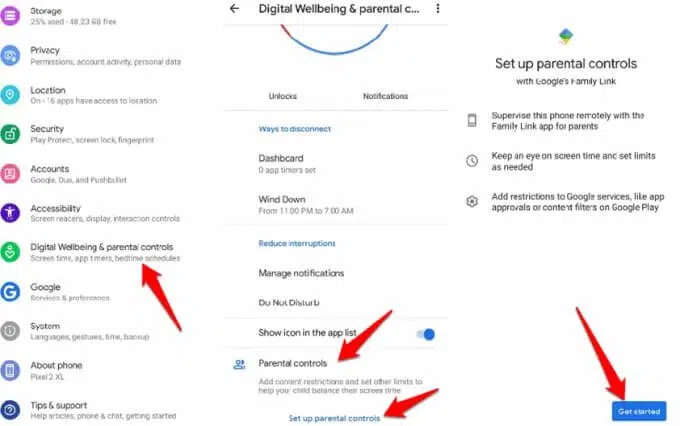 Storage
25% used - 48.23 GB free
Privacy
Permissions, account activity, personal data
Location
On - 16 apps have access to location
Security
Play Protect, screen lock, fingerprint
Accounts
Google, Duo, and Pushbullet
Accessibility
Screen readers, display, interaction controls
Digital Wellbeing & parental controls
Screen time, app timers, bedtime schedules
Google
Services & preferences
System
Languages, gestures, time, backup
About phone
Pixel 2 XL
Tips & support
Help articles, phone & chat, getting started
Digital Wellbeing & parental c...
Unlocks
Notifications
Ways to disconnect
Dashboard
0 app timers set
Wind Down
From 11:00 PM to 7:00 AM
Reduce interruptions
Manage notifications
Do Not Disturb
Show icon in the app list
Parental controls
Add content restrictions and set other limits to
help your child balance their screen time
Set up parental controls
Set up parental controls
with Google's Family Link
Supervise this phone remotely with the
Family Link app for parents
Keep an eye on screen time and set limits
as needed
Add restrictions to Google services, like app
approvals or content filters on Google Play
Get started